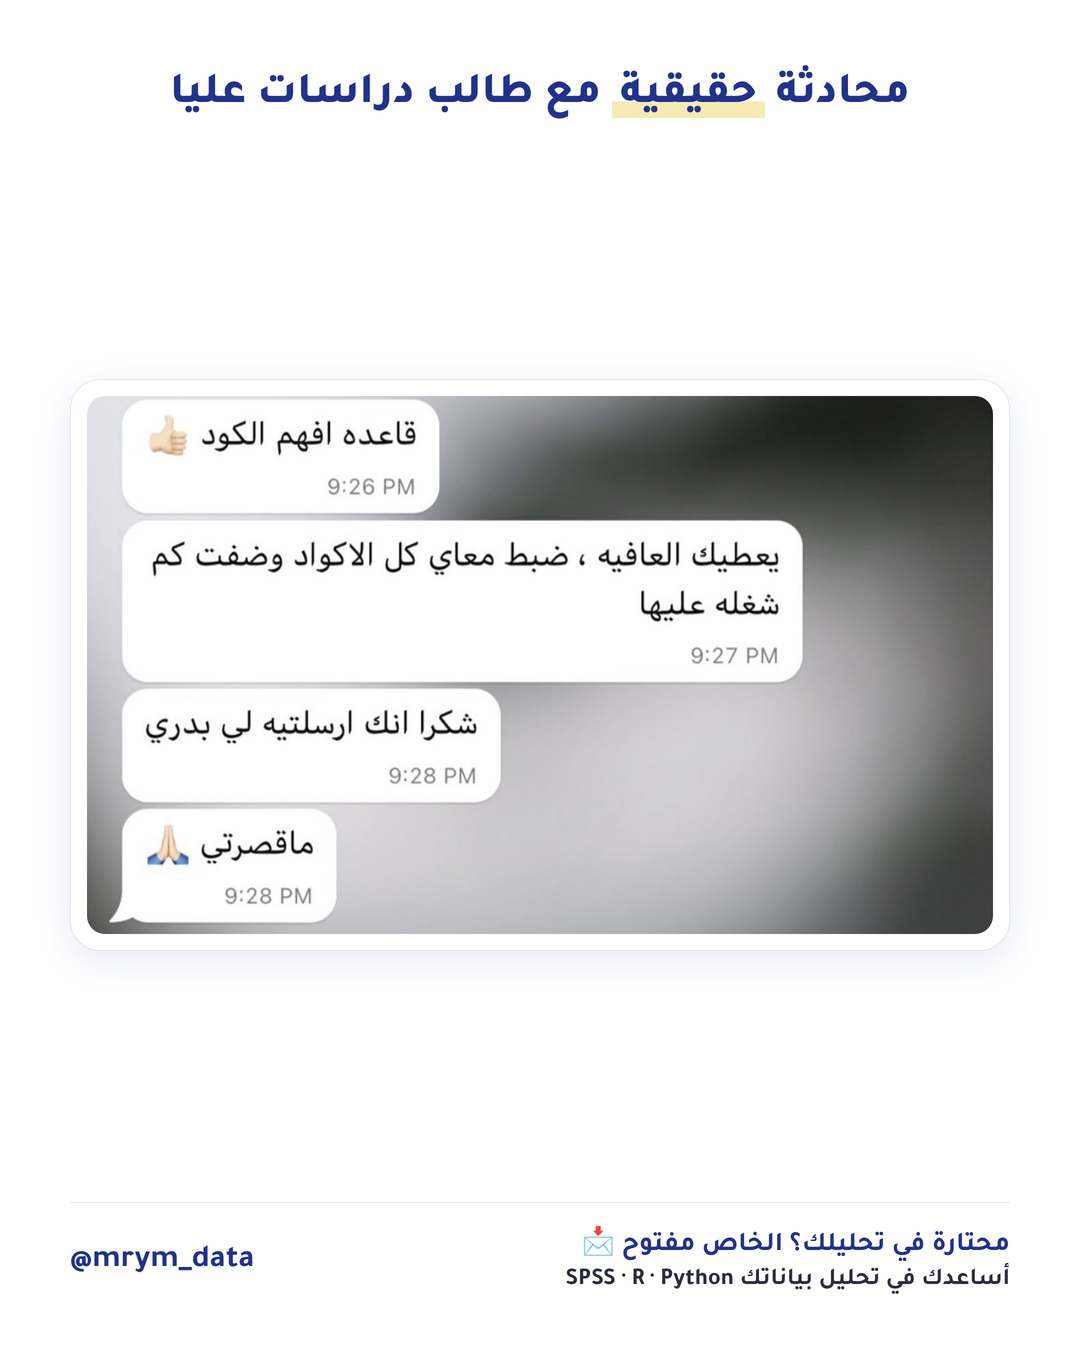 محادثة حقيقية مع طالب دراسات عليا
قاعده افهم الكود 👍🏻
9:26 PM
يعطيك العافيه ، ضبط معاي كل الاكواد وضفت كم
شغله عليها
9:27 PM
شكرا انك ارسلتيه لي بدري
9:28 PM
ماقصرتي 🙏🏻
9:28 PM
محتارة في تحليلك؟ الخاص مفتوح 📩
أساعدك في تحليل بياناتك SPSS · R · Python
@mrym_data